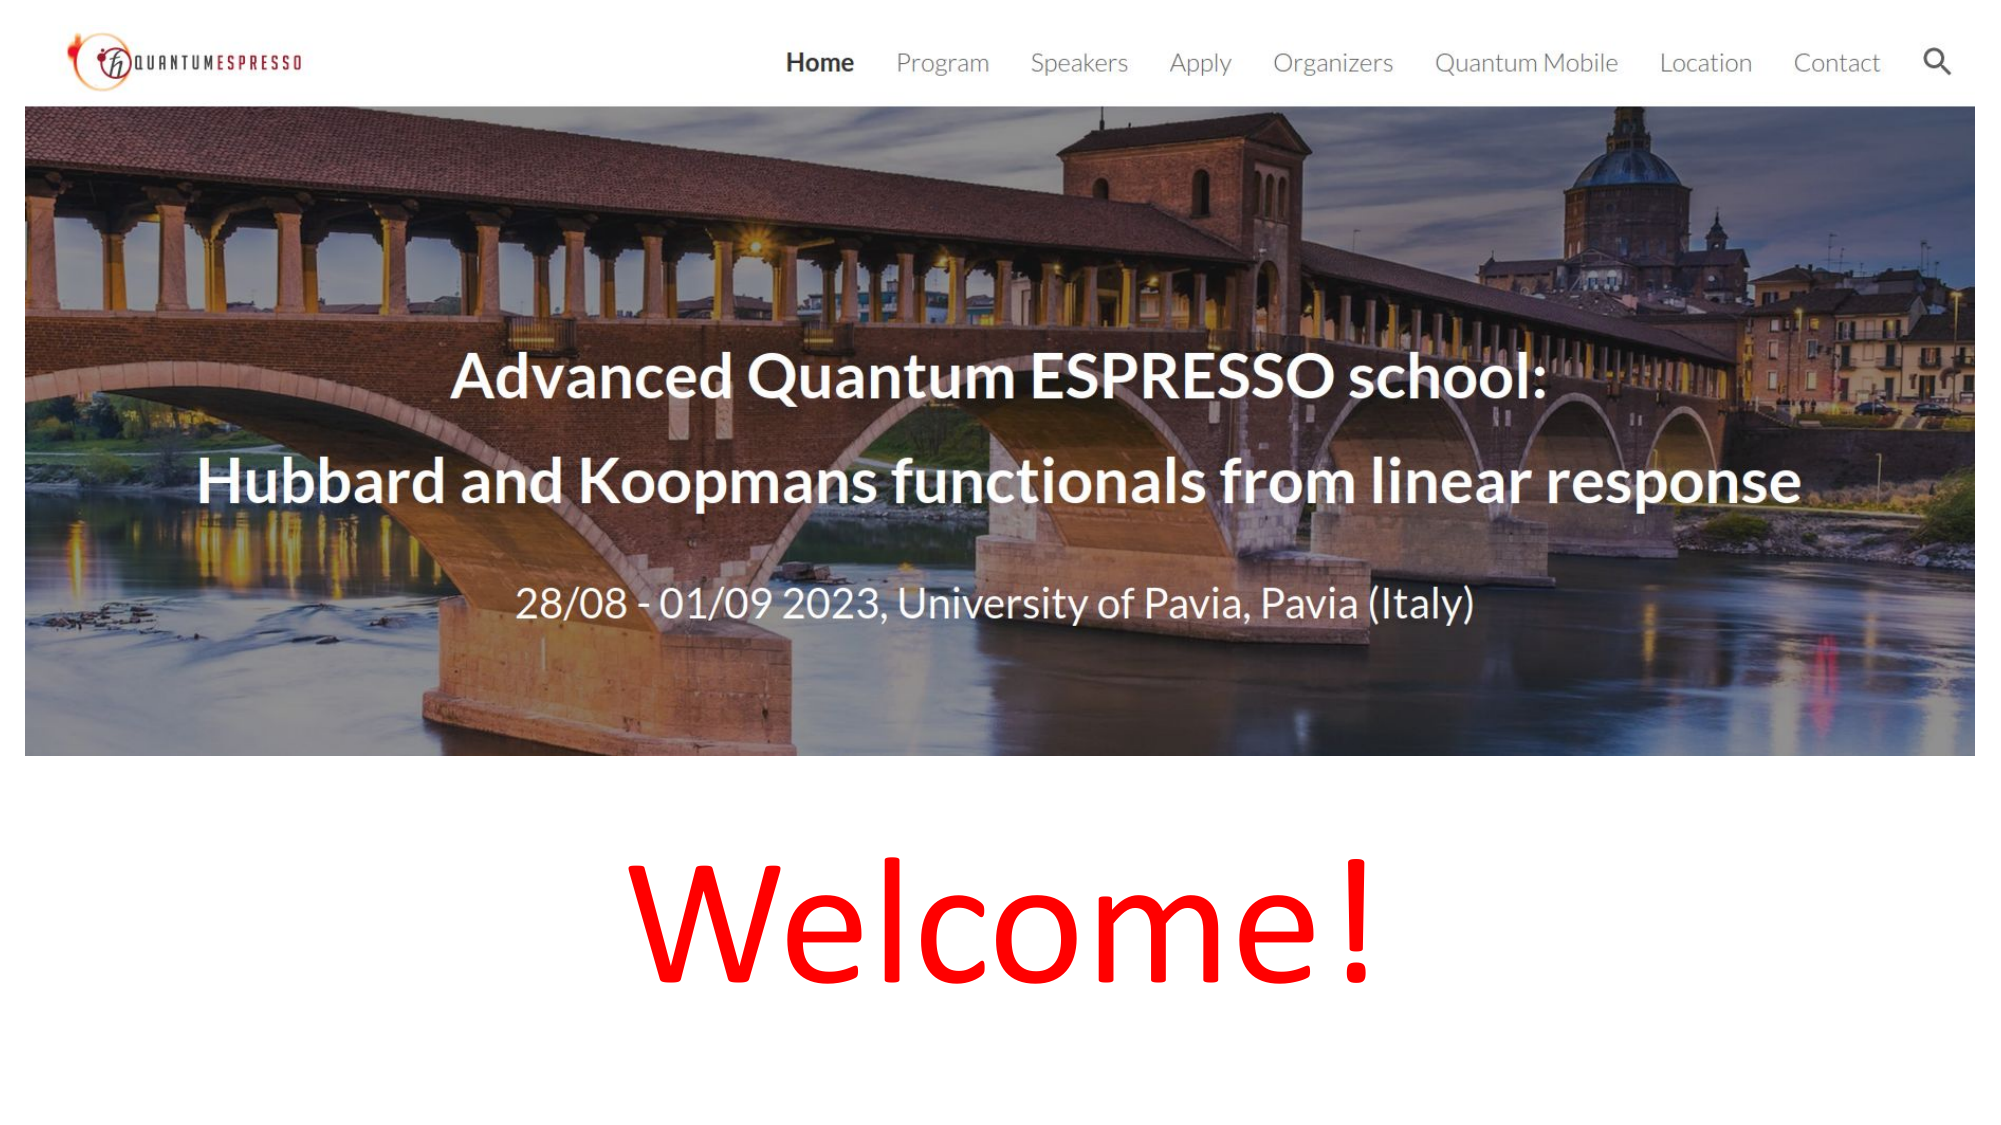 QUANTUMESPRESSO
Home Program Speakers Apply Organizers Quantum Mobile Location Contact
Advanced Quantum ESPRESSO school:
Hubbard and Koopmans functionals from linear response
28/08 - 01/09 2023, University of Pavia, Pavia (Italy)
Welcome!